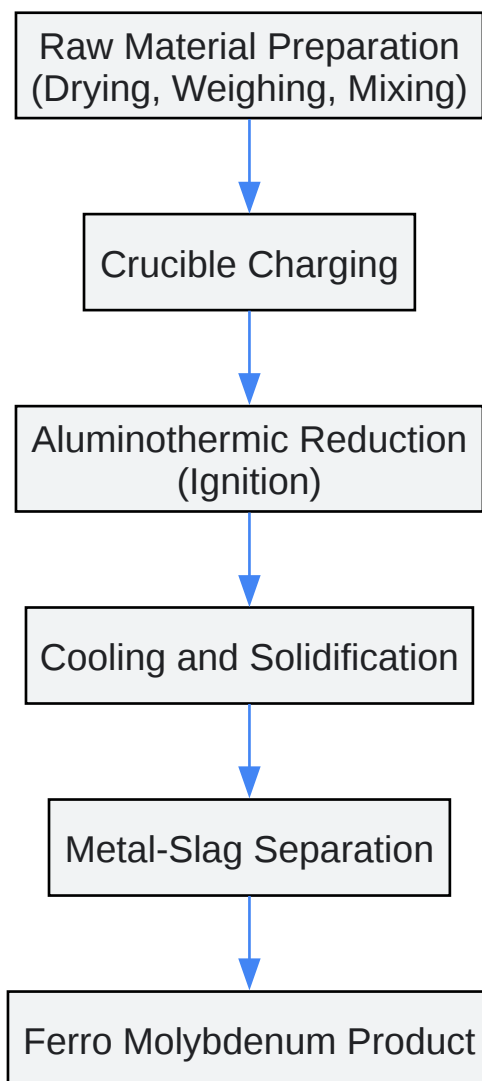 Raw Material Preparation
(Drying, Weighing, Mixing)
Crucible Charging
Aluminothermic Reduction
(Ignition)
Cooling and Solidification
Metal-Slag Separation
Ferro Molybdenum Product